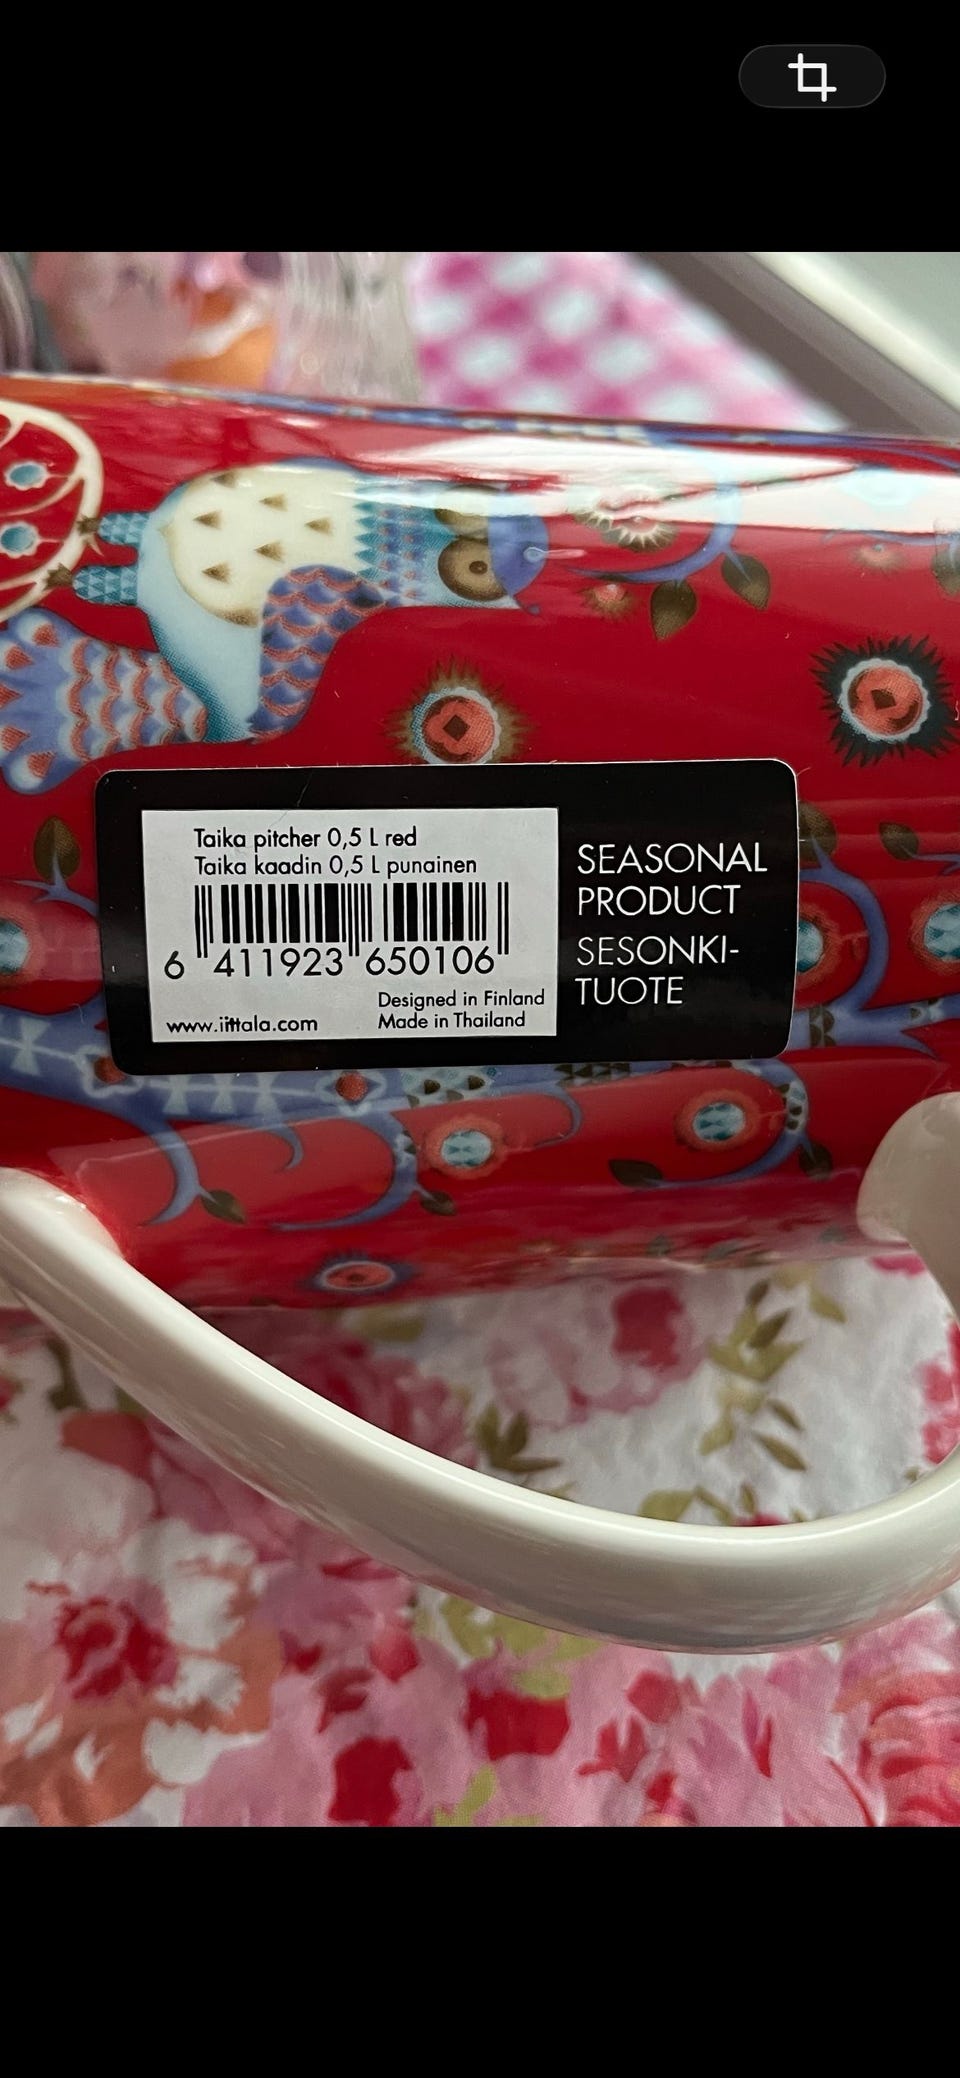 Taika pitcher 0,5 L red
Taika kaadin 0,5 L punainen
6 411923 650106
Designed in Finland
www.iittala.com Made in Thailand
SEASONAL
PRODUCT
SESONKI-
TUOTE